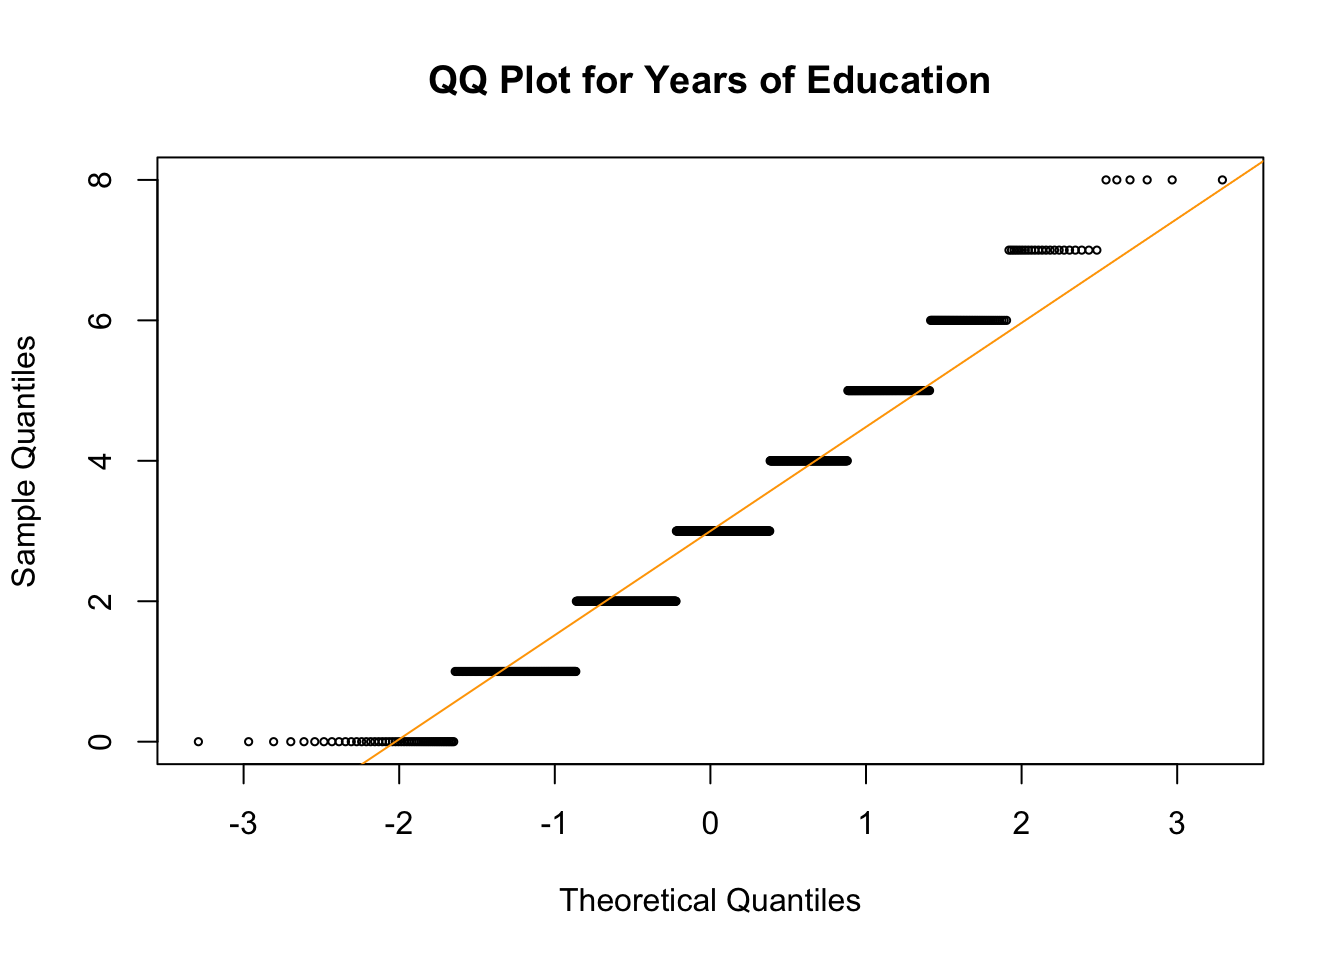 QQ Plot for Years of Education
8
6
4
2
0
Sample Quantiles
-3 -2 -1 0 1 2 3
Theoretical Quantiles